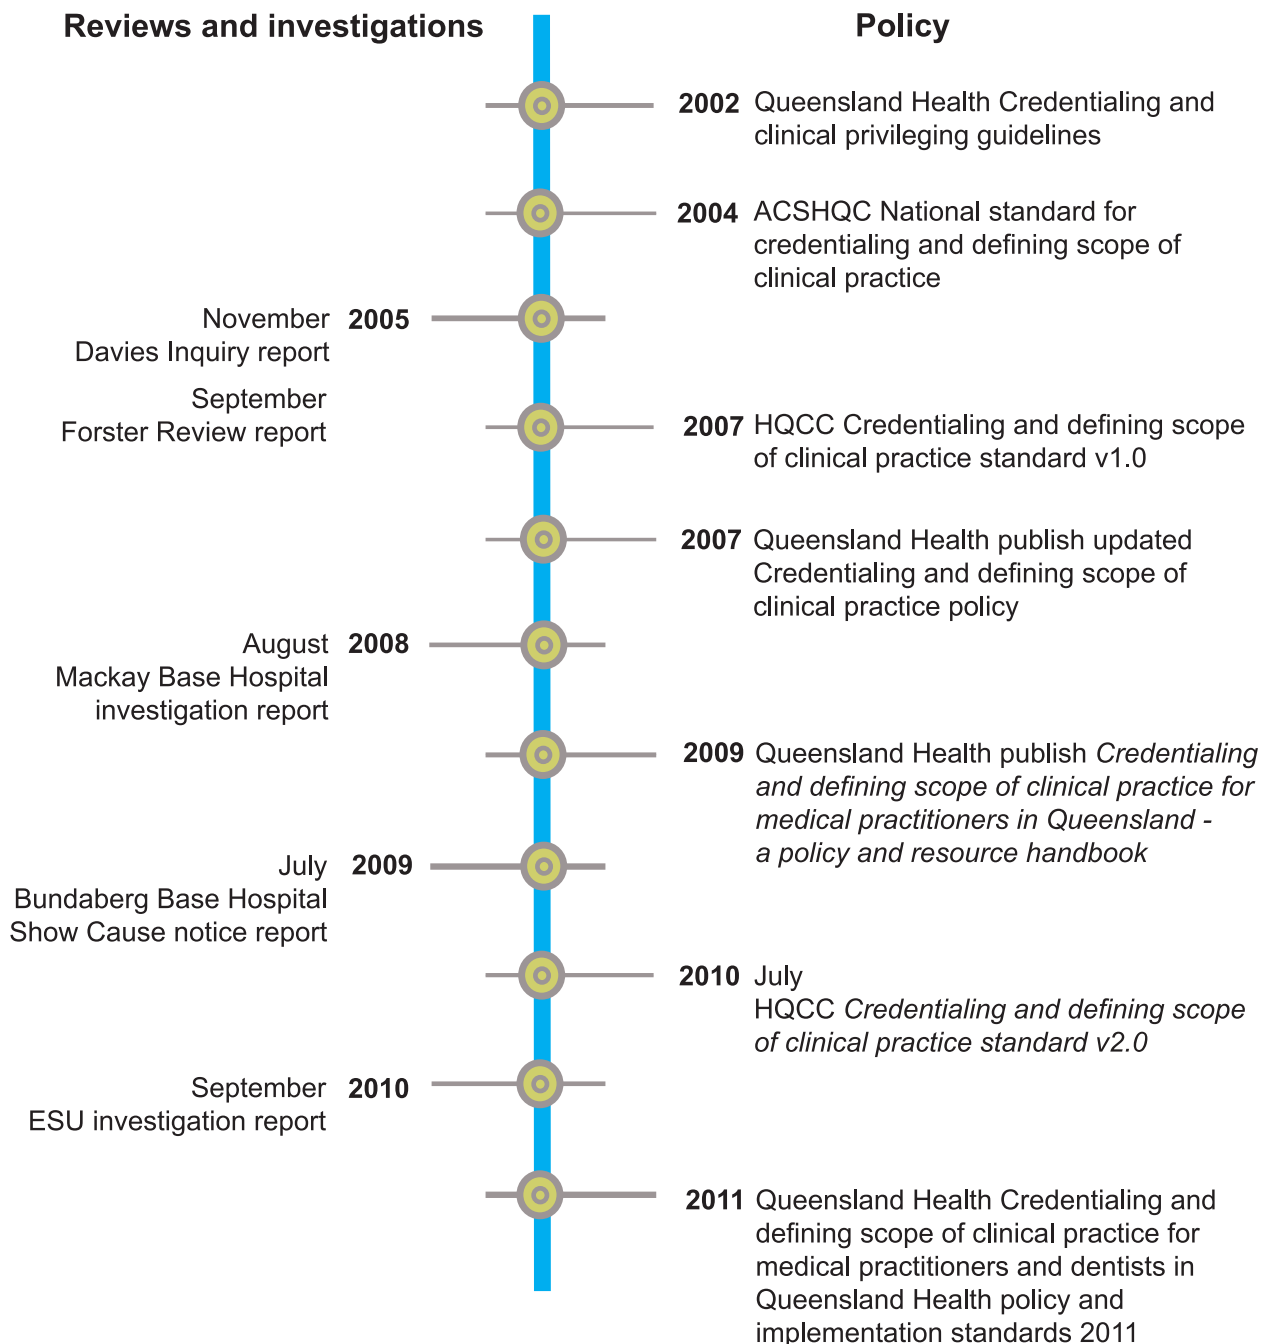 Reviews and investigations
Policy
2002 Queensland Health Credentialing and
clinical privileging guidelines
2004 ACSHQC National standard for
credentialing and defining scope of
clinical practice
November 2005
Davies Inquiry report
September
Forster Review report
2007 HQCC Credentialing and defining scope
of clinical practice standard v1.0
2007 Queensland Health publish updated
Credentialing and defining scope of
clinical practice policy
August 2008
Mackay Base Hospital
investigation report
2009 Queensland Health publish Credentialing
and defining scope of clinical practice for
medical practitioners in Queensland -
a policy and resource handbook
July 2009
Bundaberg Base Hospital
Show Cause notice report
2010 July
HQCC Credentialing and defining scope
of clinical practice standard v2.0
September 2010
ESU investigation report
2011 Queensland Health Credentialing and
defining scope of clinical practice for
medical practitioners and dentists in
Queensland Health policy and
implementation standards 2011